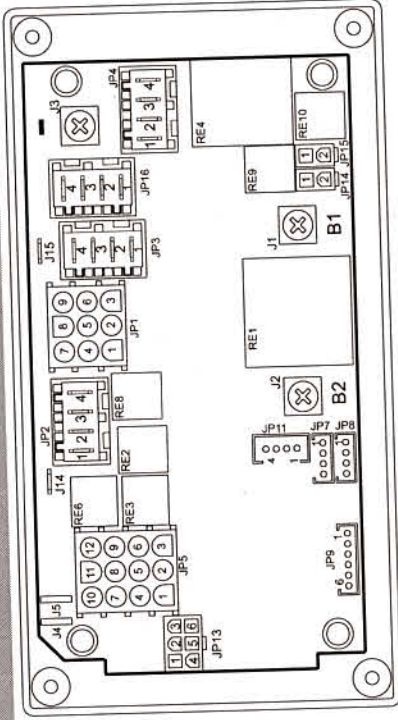 J3
JP4
1 2 3 4
JP16
4 3 2 1
J15
JP3
4 3 2 1
RE4
RE10
RE9
1 2
JP15
1 2
JP14
J1
B1
JP1
7 8 9
4 5 6
1 2 3
RE1
J2
B2
JP2
1 2 3 4
J14
RE8
RE2
RE6
RE3
JP11
4
1
JP7
1
JP8
1
J5
J4
JP5
10 11 12
7 8 9
4 5 6
1 2 3
JP13
1 2 3
4 5 6
JP9
6
1